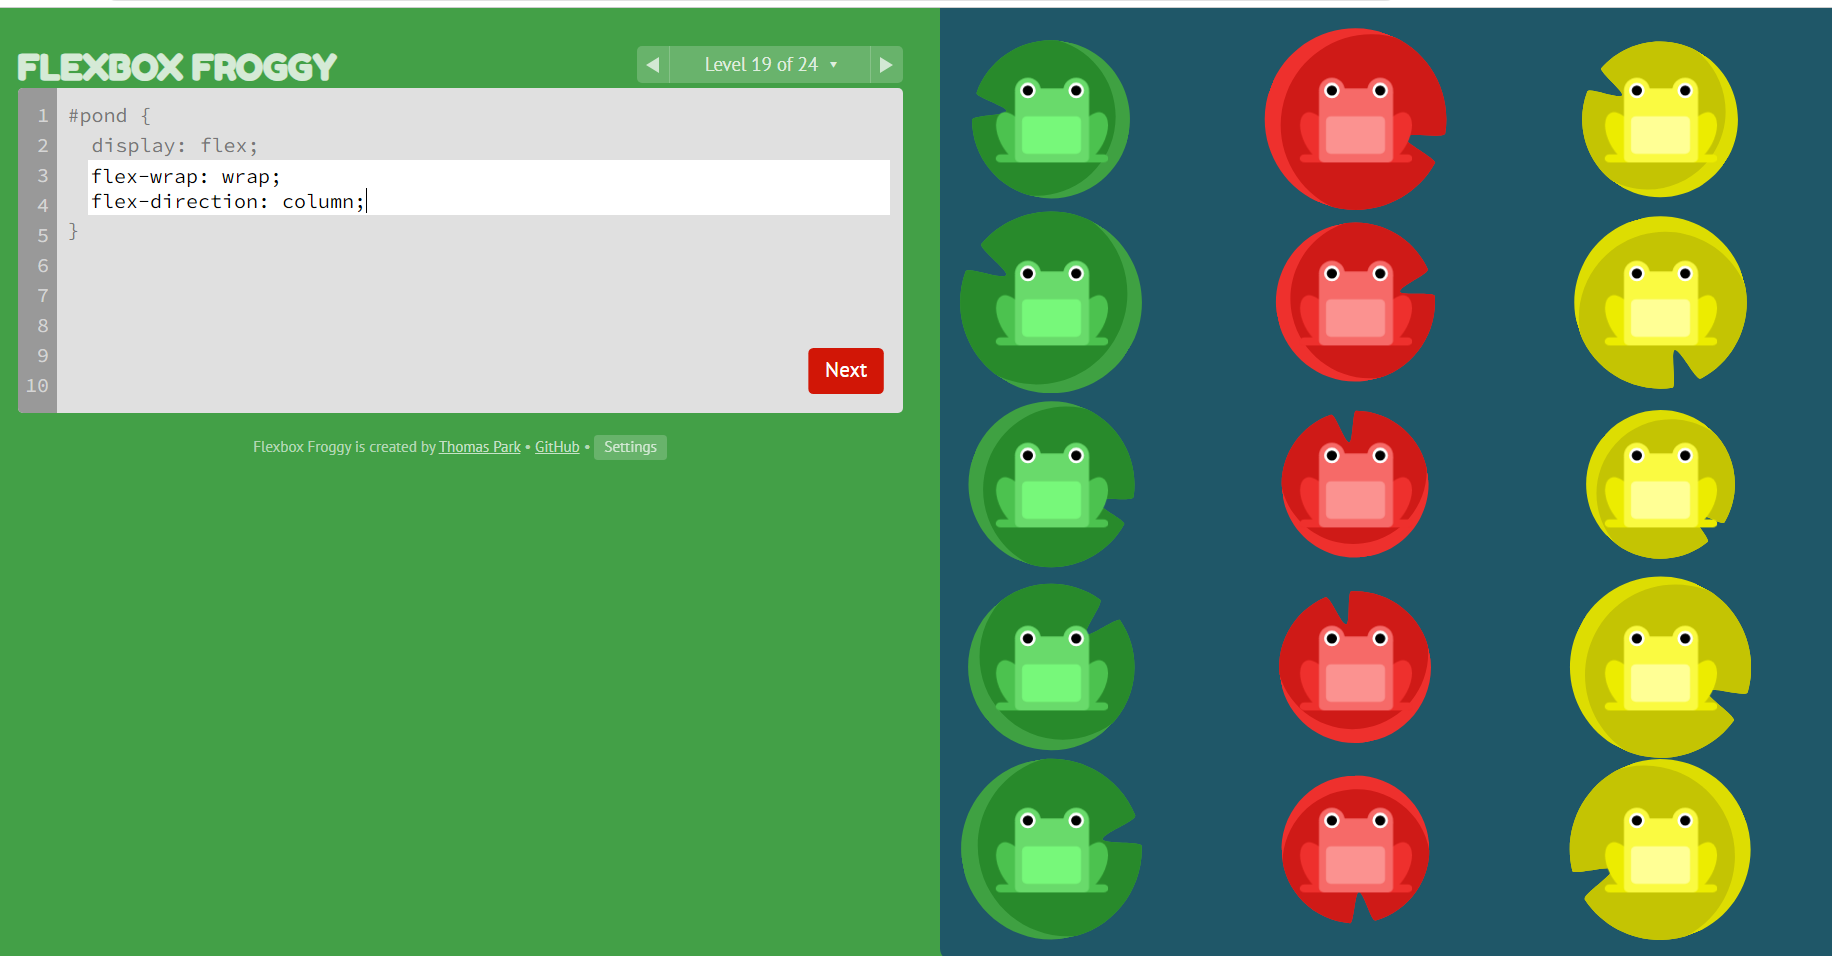 FLEXBOX FROGGY
◀ Level 19 of 24 ▾ ▶
1 #pond {
2 display: flex;
3 flex-wrap: wrap;
4 flex-direction: column;
5 }
6
7
8
9
10
Next
Flexbox Froggy is created by Thomas Park • GitHub • Settings